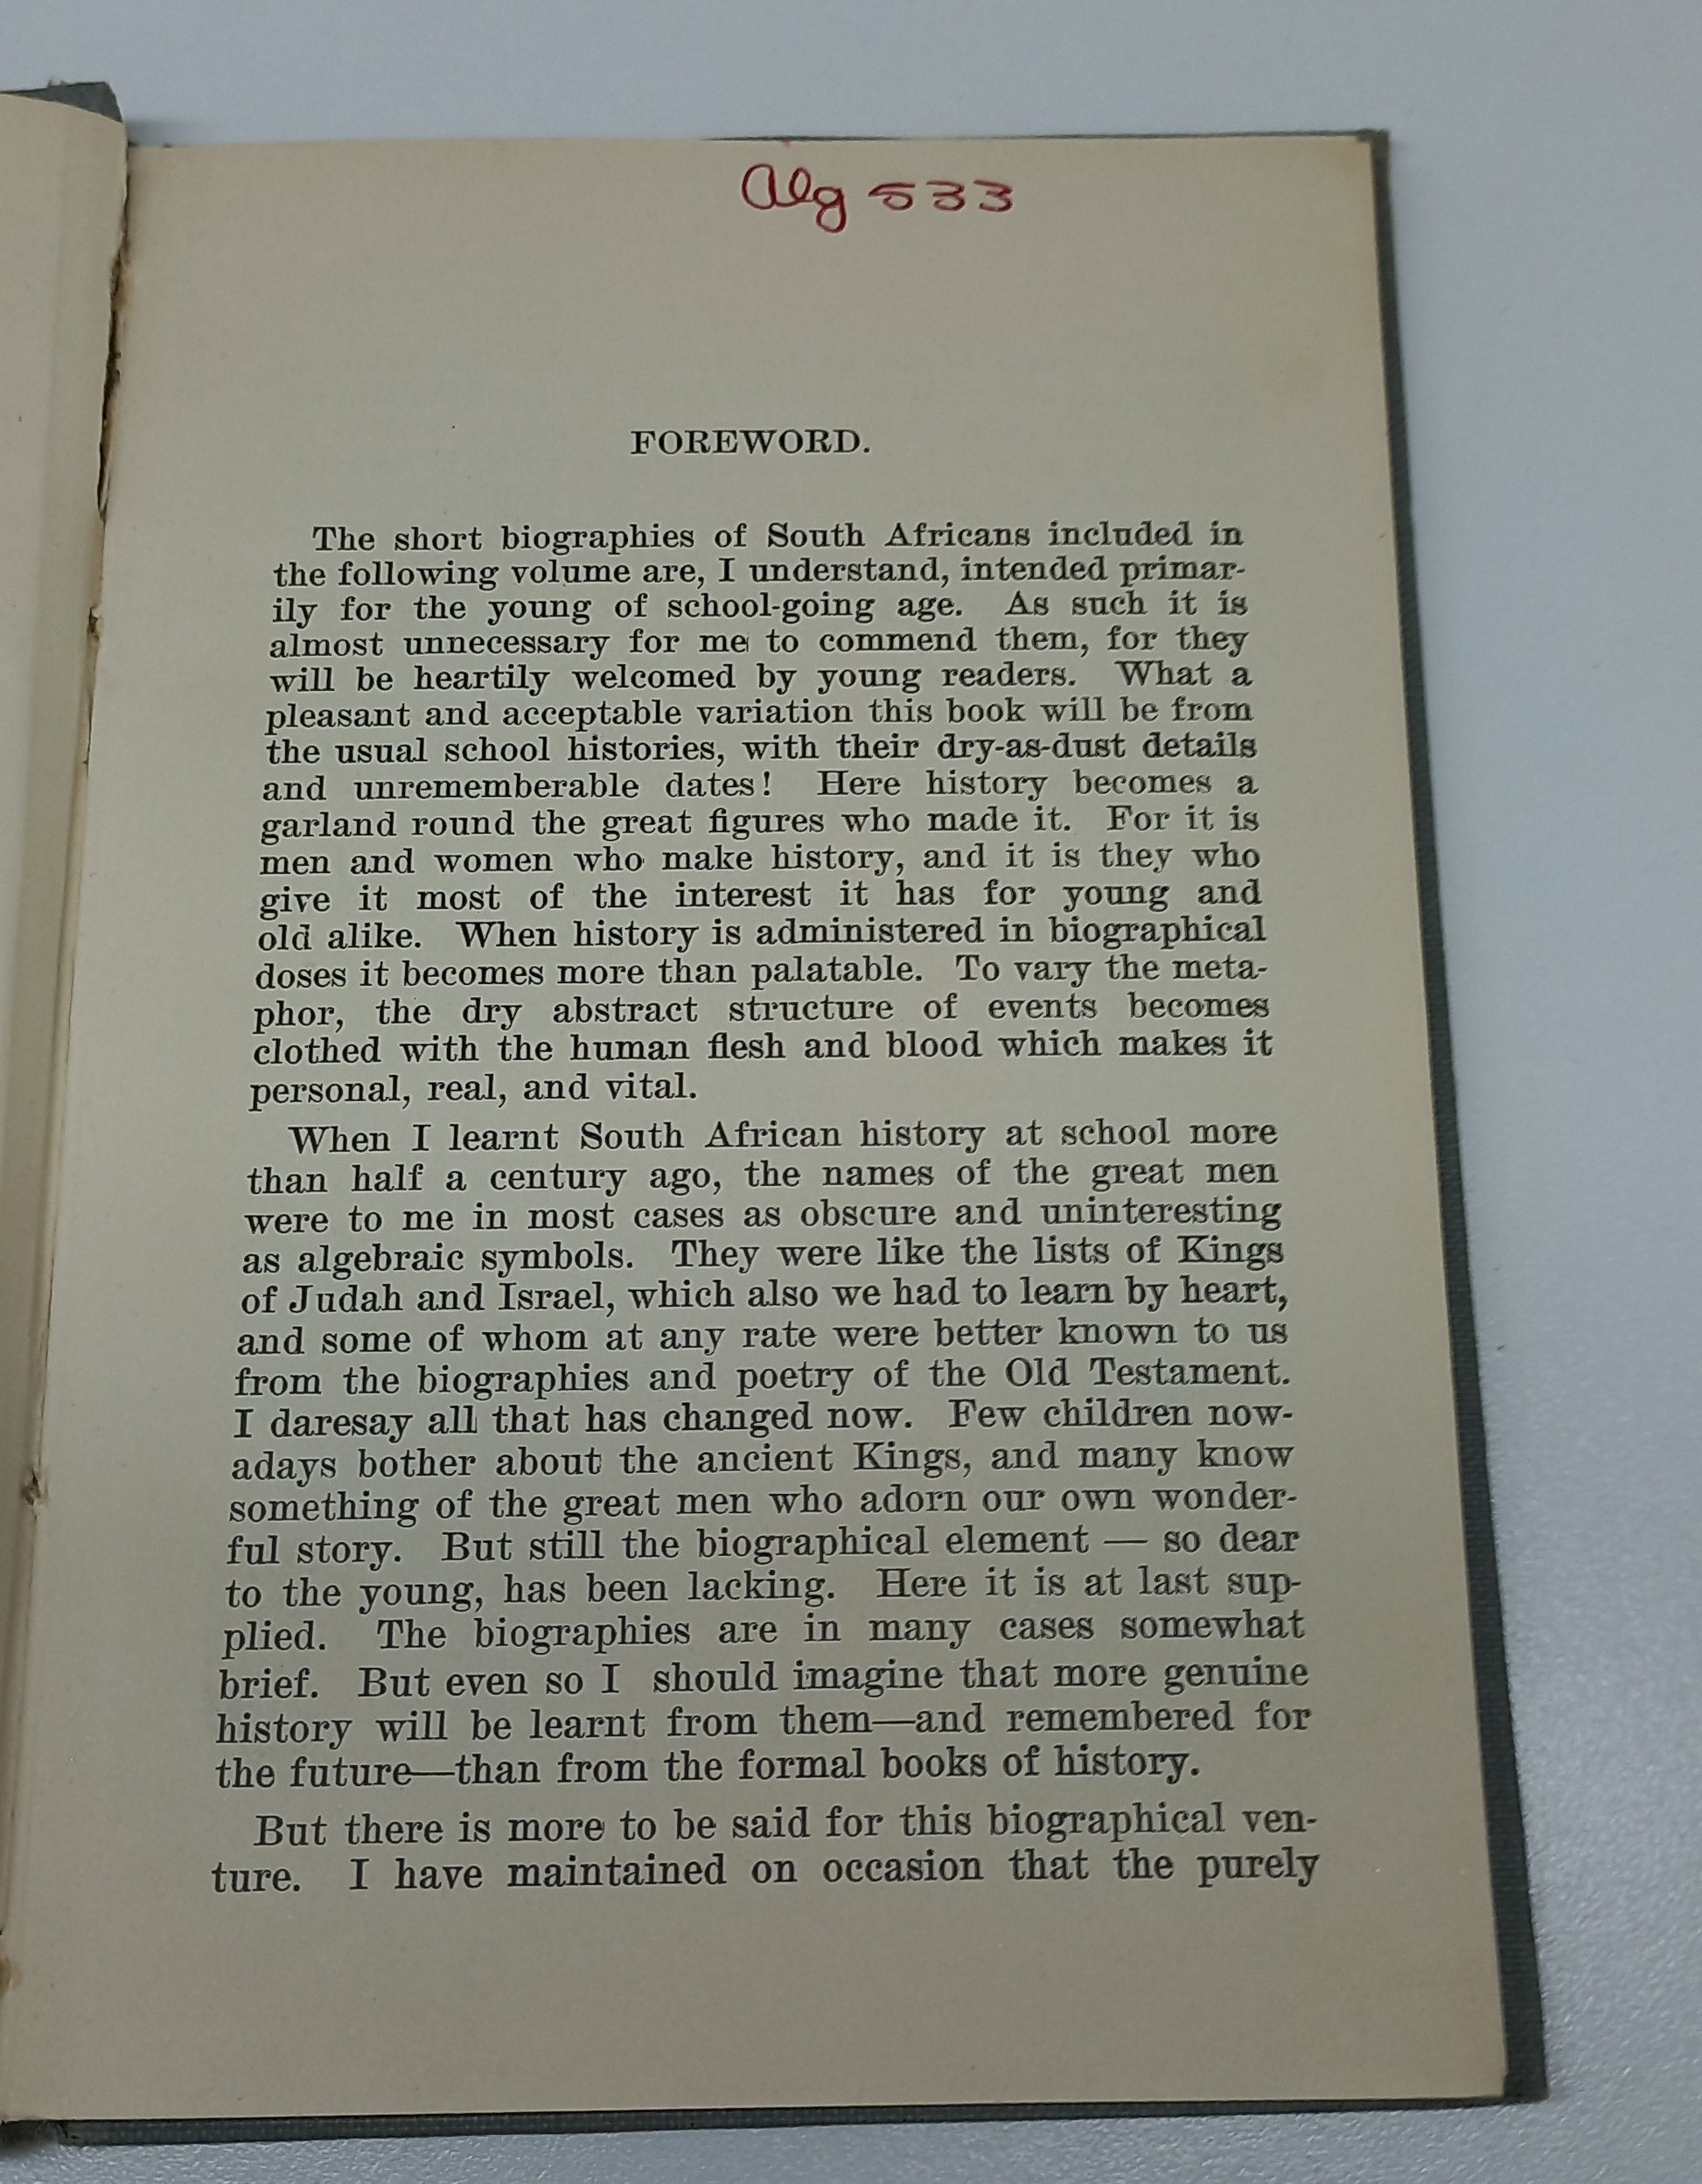 Alg 533
FOREWORD.
The short biographies of South Africans included in
the following volume are, I understand, intended primar-
ily for the young of school-going age. As such it is
almost unnecessary for me to commend them, for they
will be heartily welcomed by young readers. What a
pleasant and acceptable variation this book will be from
the usual school histories, with their dry-as-dust details
and unrememberable dates! Here history becomes a
garland round the great figures who made it. For it is
men and women who make history, and it is they who
give it most of the interest it has for young and
old alike. When history is administered in biographical
doses it becomes more than palatable. To vary the meta-
phor, the dry abstract structure of events becomes
clothed with the human flesh and blood which makes it
personal, real, and vital.
When I learnt South African history at school more
than half a century ago, the names of the great men
were to me in most cases as obscure and uninteresting
as algebraic symbols. They were like the lists of Kings
of Judah and Israel, which also we had to learn by heart,
and some of whom at any rate were better known to us
from the biographies and poetry of the Old Testament.
I daresay all that has changed now. Few children now-
adays bother about the ancient Kings, and many know
something of the great men who adorn our own wonder-
ful story. But still the biographical element — so dear
to the young, has been lacking. Here it is at last sup-
plied. The biographies are in many cases somewhat
brief. But even so I should imagine that more genuine
history will be learnt from them—and remembered for
the future—than from the formal books of history.
But there is more to be said for this biographical ven-
ture. I have maintained on occasion that the purely